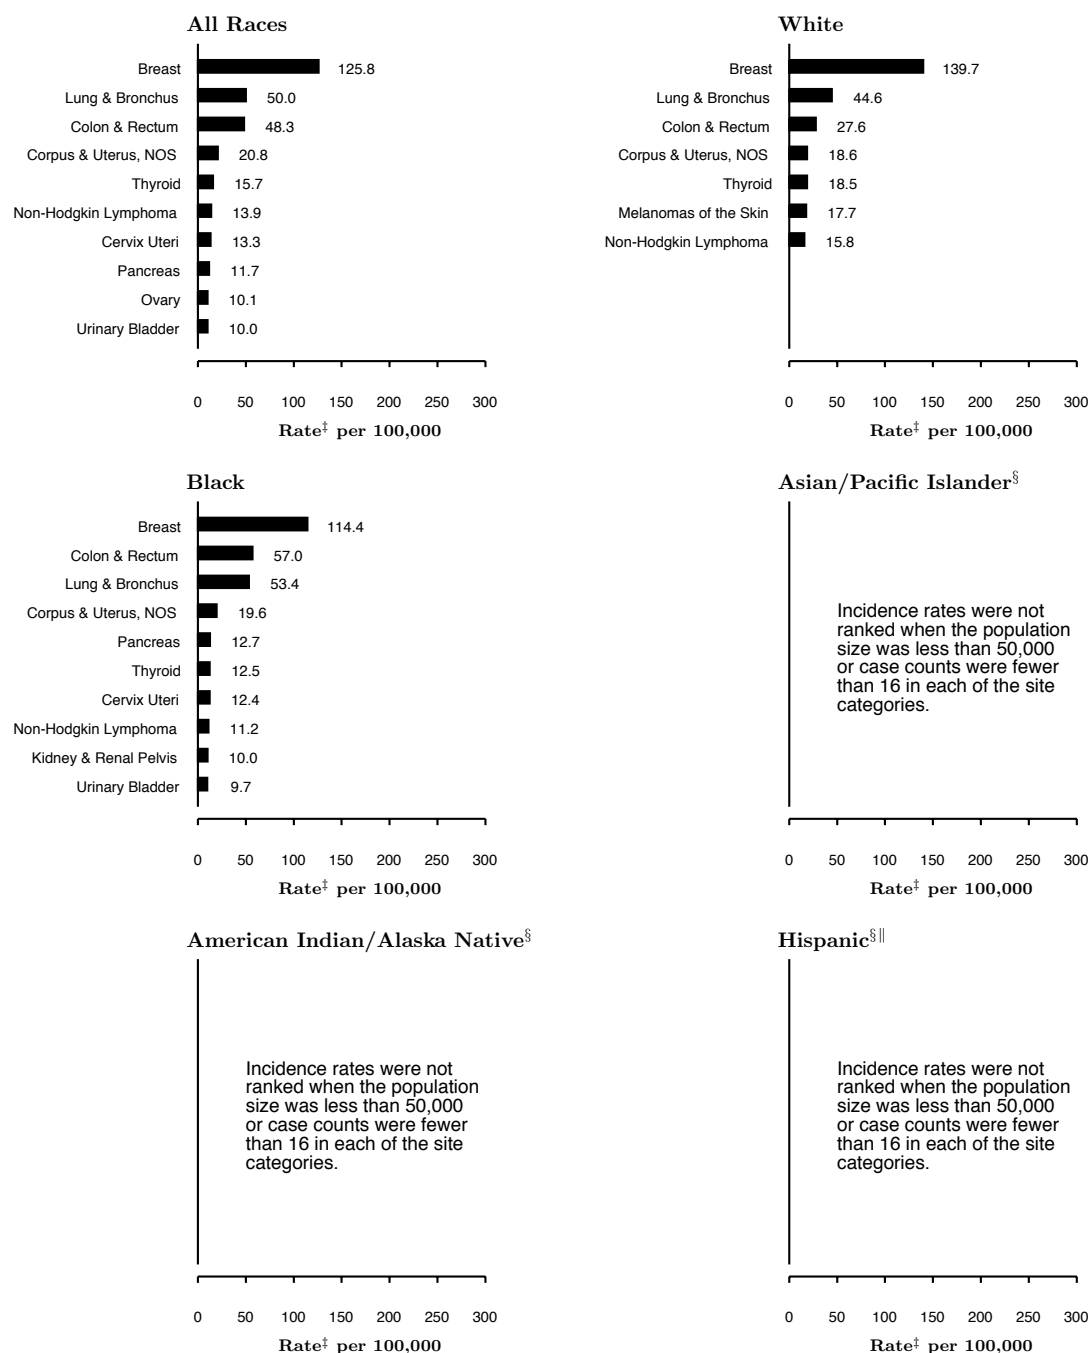 All Races
Breast 125.8
Lung & Bronchus 50.0
Colon & Rectum 48.3
Corpus & Uterus, NOS 20.8
Thyroid 15.7
Non-Hodgkin Lymphoma 13.9
Cervix Uteri 13.3
Pancreas 11.7
Ovary 10.1
Urinary Bladder 10.0
0 50 100 150 200 250 300
Rate‡ per 100,000
White
Breast 139.7
Lung & Bronchus 44.6
Colon & Rectum 27.6
Corpus & Uterus, NOS 18.6
Thyroid 18.5
Melanomas of the Skin 17.7
Non-Hodgkin Lymphoma 15.8
0 50 100 150 200 250 300
Rate‡ per 100,000
Black
Breast 114.4
Colon & Rectum 57.0
Lung & Bronchus 53.4
Corpus & Uterus, NOS 19.6
Pancreas 12.7
Thyroid 12.5
Cervix Uteri 12.4
Non-Hodgkin Lymphoma 11.2
Kidney & Renal Pelvis 10.0
Urinary Bladder 9.7
0 50 100 150 200 250 300
Rate‡ per 100,000
Asian/Pacific Islander§
Incidence rates were not
ranked when the population
size was less than 50,000
or case counts were fewer
than 16 in each of the site
categories.
0 50 100 150 200 250 300
Rate‡ per 100,000
American Indian/Alaska Native§
Incidence rates were not
ranked when the population
size was less than 50,000
or case counts were fewer
than 16 in each of the site
categories.
0 50 100 150 200 250 300
Rate‡ per 100,000
Hispanic§‖
Incidence rates were not
ranked when the population
size was less than 50,000
or case counts were fewer
than 16 in each of the site
categories.
0 50 100 150 200 250 300
Rate‡ per 100,000